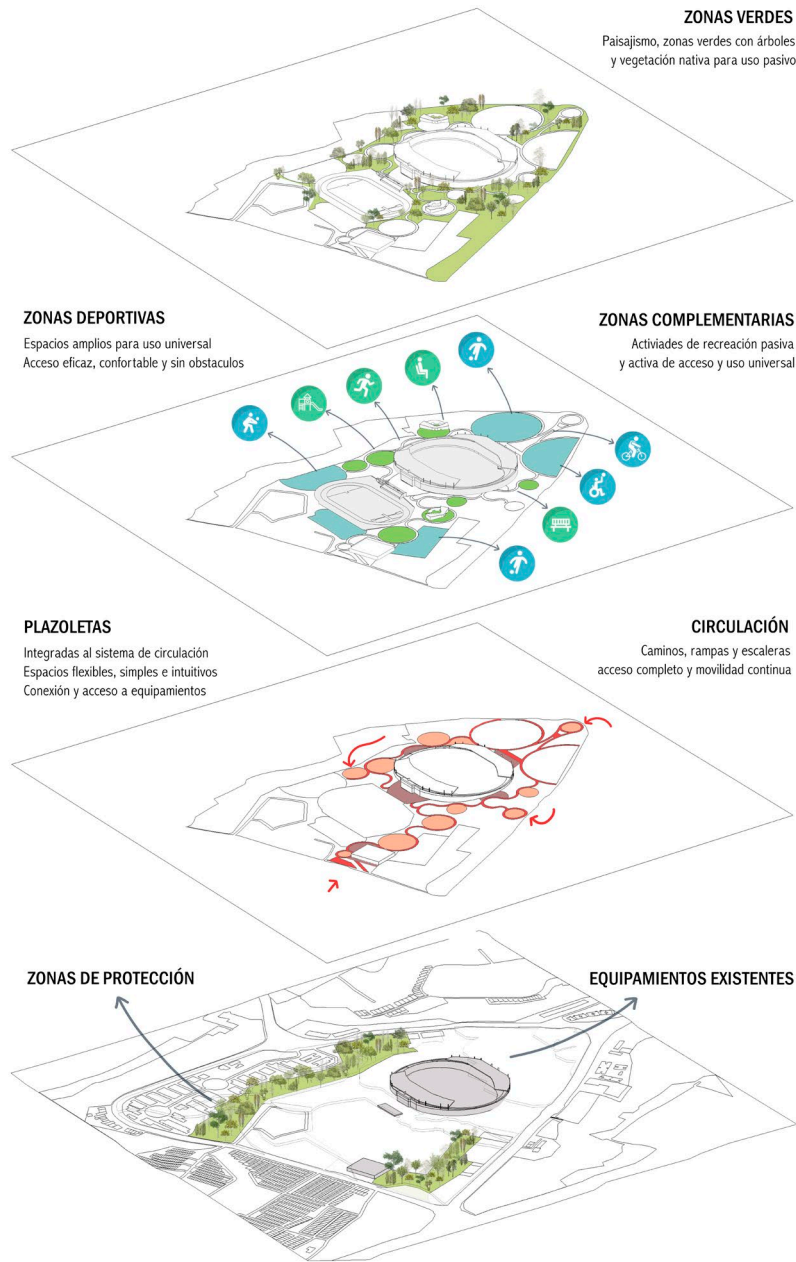 ZONAS VERDES
Paisajismo, zonas verdes con árboles
y vegetación nativa para uso pasivo
ZONAS DEPORTIVAS
Espacios amplios para uso universal
Acceso eficaz, confortable y sin obstaculos
ZONAS COMPLEMENTARIAS
Activiades de recreación pasiva
y activa de acceso y uso universal
PLAZOLETAS
Integradas al sistema de circulación
Espacios flexibles, simples e intuitivos
Conexión y acceso a equipamientos
CIRCULACIÓN
Caminos, rampas y escaleras
acceso completo y movilidad continua
ZONAS DE PROTECCIÓN
EQUIPAMIENTOS EXISTENTES